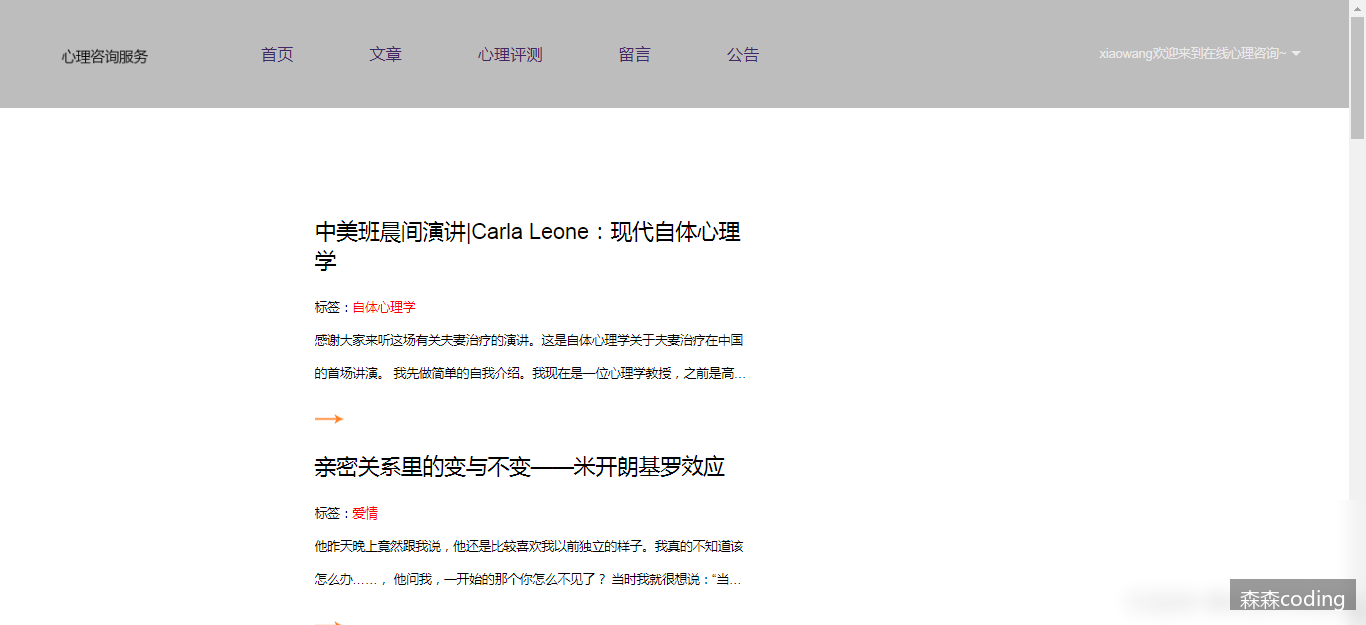 心理咨询服务 首页 文章 心理评测 留言 公告 xiaowang欢迎来到在线心理咨询~
中美班晨间演讲|Carla Leone：现代自体心理
学
标签：自体心理学
感谢大家来听这场有关夫妻治疗的演讲。这是自体心理学关于夫妻治疗在中国
的首场讲演。 我先做简单的自我介绍。我现在是一位心理学教授，之前是高...
亲密关系里的变与不变——米开朗基罗效应
标签：爱情
他昨天晚上竟然跟我说，他还是比较喜欢我以前独立的样子。我真的不知道该
怎么办……， 他问我，一开始的那个你怎么不见了？ 当时我就很想说：“当...
森森coding